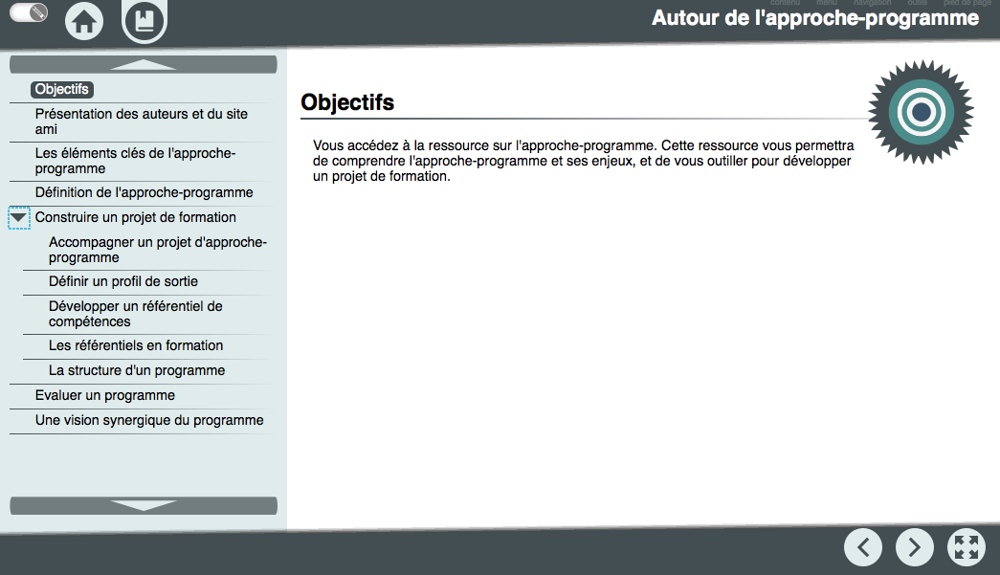 contenu menu navigation outils pied de page
Autour de l'approche-programme
Objectifs
Présentation des auteurs et du site
ami
Les éléments clés de l'approche-
programme
Définition de l'approche-programme
Construire un projet de formation
Accompagner un projet d'approche-
programme
Définir un profil de sortie
Développer un référentiel de
compétences
Les référentiels en formation
La structure d'un programme
Evaluer un programme
Une vision synergique du programme
Objectifs
Vous accédez à la ressource sur l'approche-programme. Cette ressource vous permettra
de comprendre l'approche-programme et ses enjeux, et de vous outiller pour développer
un projet de formation.